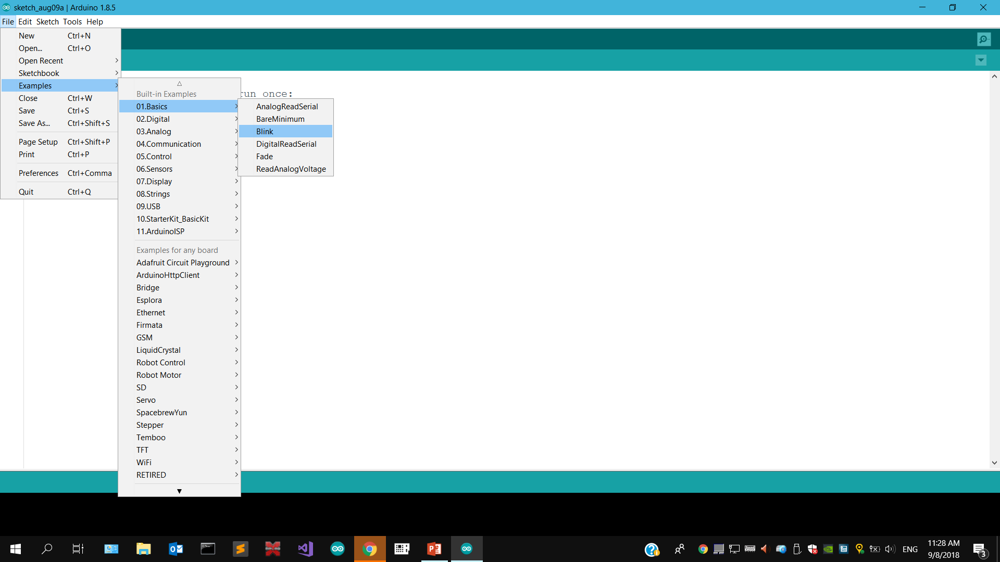 sketch_aug09a | Arduino 1.8.5
File Edit Sketch Tools Help
New Ctrl+N
Open... Ctrl+O
Open Recent
Sketchbook
Examples
Close Ctrl+W
Save Ctrl+S
Save As... Ctrl+Shift+S
Page Setup Ctrl+Shift+P
Print Ctrl+P
Preferences Ctrl+Comma
Quit Ctrl+Q
Built-in Examples
01.Basics
02.Digital
03.Analog
04.Communication
05.Control
06.Sensors
07.Display
08.Strings
09.USB
10.StarterKit_BasicKit
11.ArduinoISP
Examples for any board
Adafruit Circuit Playground
ArduinoHttpClient
Bridge
Esplora
Ethernet
Firmata
GSM
LiquidCrystal
Robot Control
Robot Motor
SD
Servo
SpacebrewYun
Stepper
Temboo
TFT
WiFi
RETIRED
run once:
AnalogReadSerial
BareMinimum
Blink
DigitalReadSerial
Fade
ReadAnalogVoltage
ENG
11:28 AM
9/8/2018
3